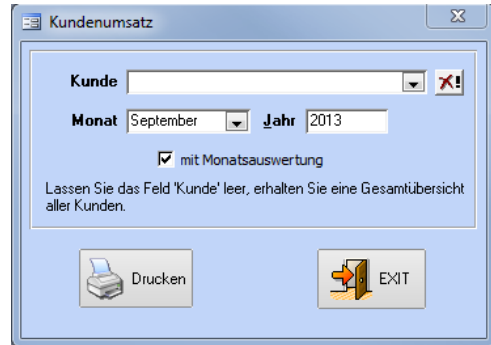 Kundenumsatz
Kunde
Monat September Jahr 2013
mit Monatsauswertung
Lassen Sie das Feld 'Kunde' leer, erhalten Sie eine Gesamtübersicht
aller Kunden.
Drucken EXIT